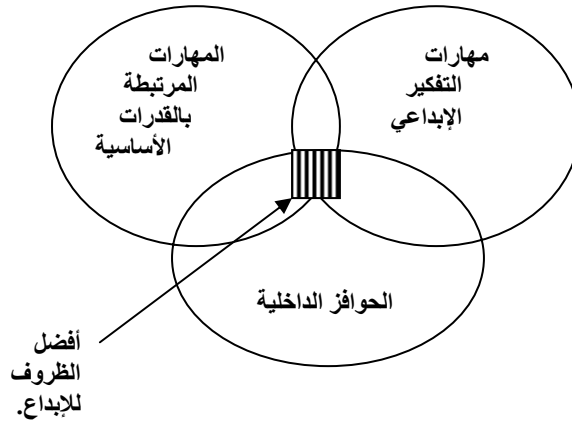 المهارات
المرتبطة
بالقدرات
الأساسية
مهارات
التفكير
الإبداعي
الحوافز الداخلية
أفضل
الظروف
للإبداع.